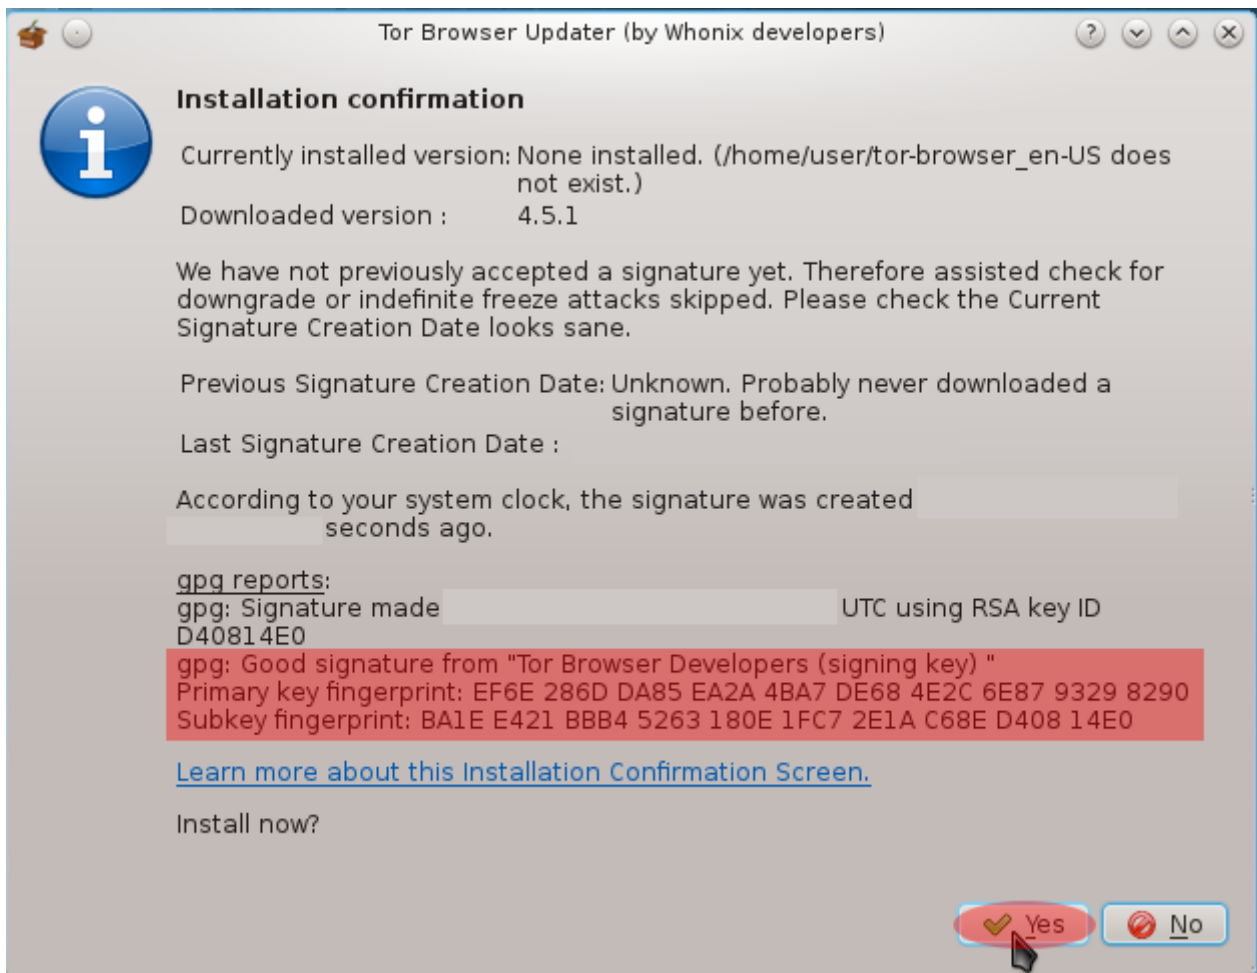 Tor Browser Updater (by Whonix developers)
Installation confirmation
Currently installed version: None installed. (/home/user/tor-browser_en-US does
not exist.)
Downloaded version : 4.5.1
We have not previously accepted a signature yet. Therefore assisted check for
downgrade or indefinite freeze attacks skipped. Please check the Current
Signature Creation Date looks sane.
Previous Signature Creation Date: Unknown. Probably never downloaded a
signature before.
Last Signature Creation Date :
According to your system clock, the signature was created
seconds ago.
gpg reports:
gpg: Signature made UTC using RSA key ID
D40814E0
gpg: Good signature from "Tor Browser Developers (signing key) "
Primary key fingerprint: EF6E 286D DA85 EA2A 4BA7 DE68 4E2C 6E87 9329 8290
Subkey fingerprint: BA1E E421 BBB4 5263 180E 1FC7 2E1A C68E D408 14E0
Learn more about this Installation Confirmation Screen.
Install now?
Yes No